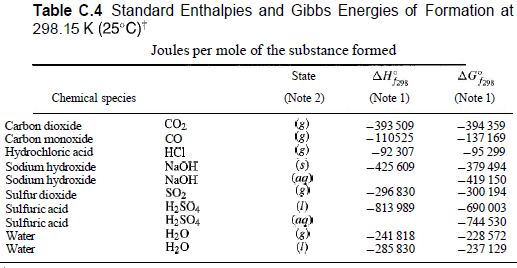 Table C.4 Standard Enthalpies and Gibbs Energies of Formation at
298.15 K (25°C)†
Joules per mole of the substance formed
State ΔH°f298 ΔG°f298
Chemical species (Note 2) (Note 1) (Note 1)
Carbon dioxide CO₂ (g) −393 509 −394 359
Carbon monoxide CO (g) −110525 −137 169
Hydrochloric acid HCl (g) −92 307 −95 299
Sodium hydroxide NaOH (s) −425 609 −379 494
Sodium hydroxide NaOH (aq) −419 150
Sulfur dioxide SO₂ (g) −296 830 −300 194
Sulfuric acid H₂SO₄ (l) −813 989 −690 003
Sulfuric acid H₂SO₄ (aq) −744 530
Water H₂O (g) −241 818 −228 572
Water H₂O (l) −285 830 −237 129